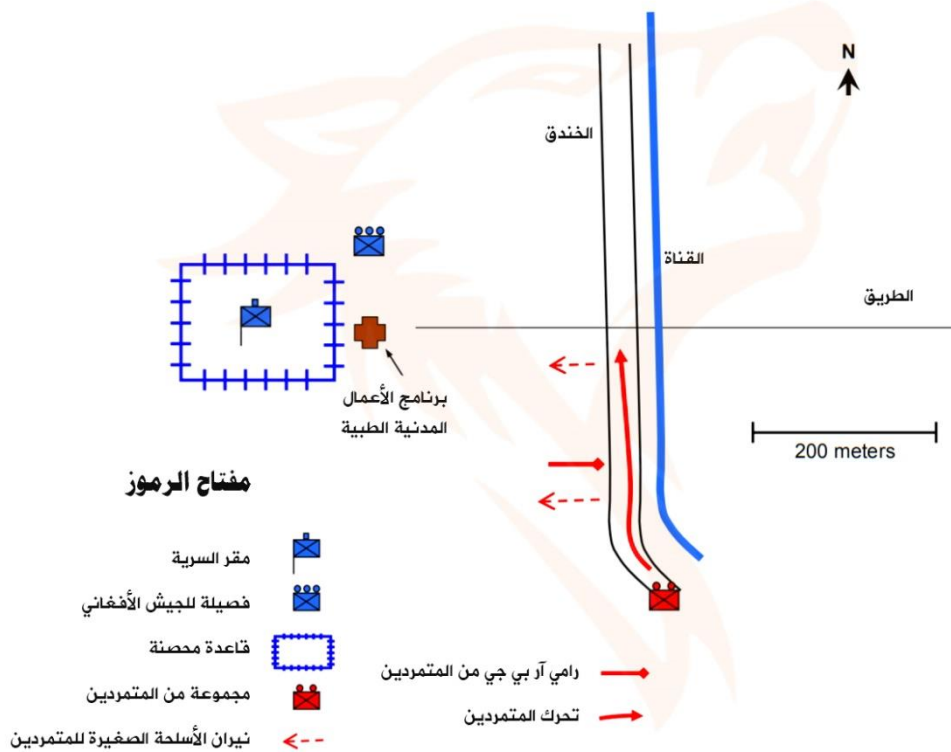 N
الخندق
القناة
الطريق
برنامج الأعمال
المدنية الطبية
200 meters
مفتاح الرموز
مقر السرية
فصيلة للجيش الأفغاني
قاعدة محصنة
مجموعة من المتمردين
نيران الأسلحة الصغيرة للمتمردين
رامي آر بي جي من المتمردين
تحرك المتمردين